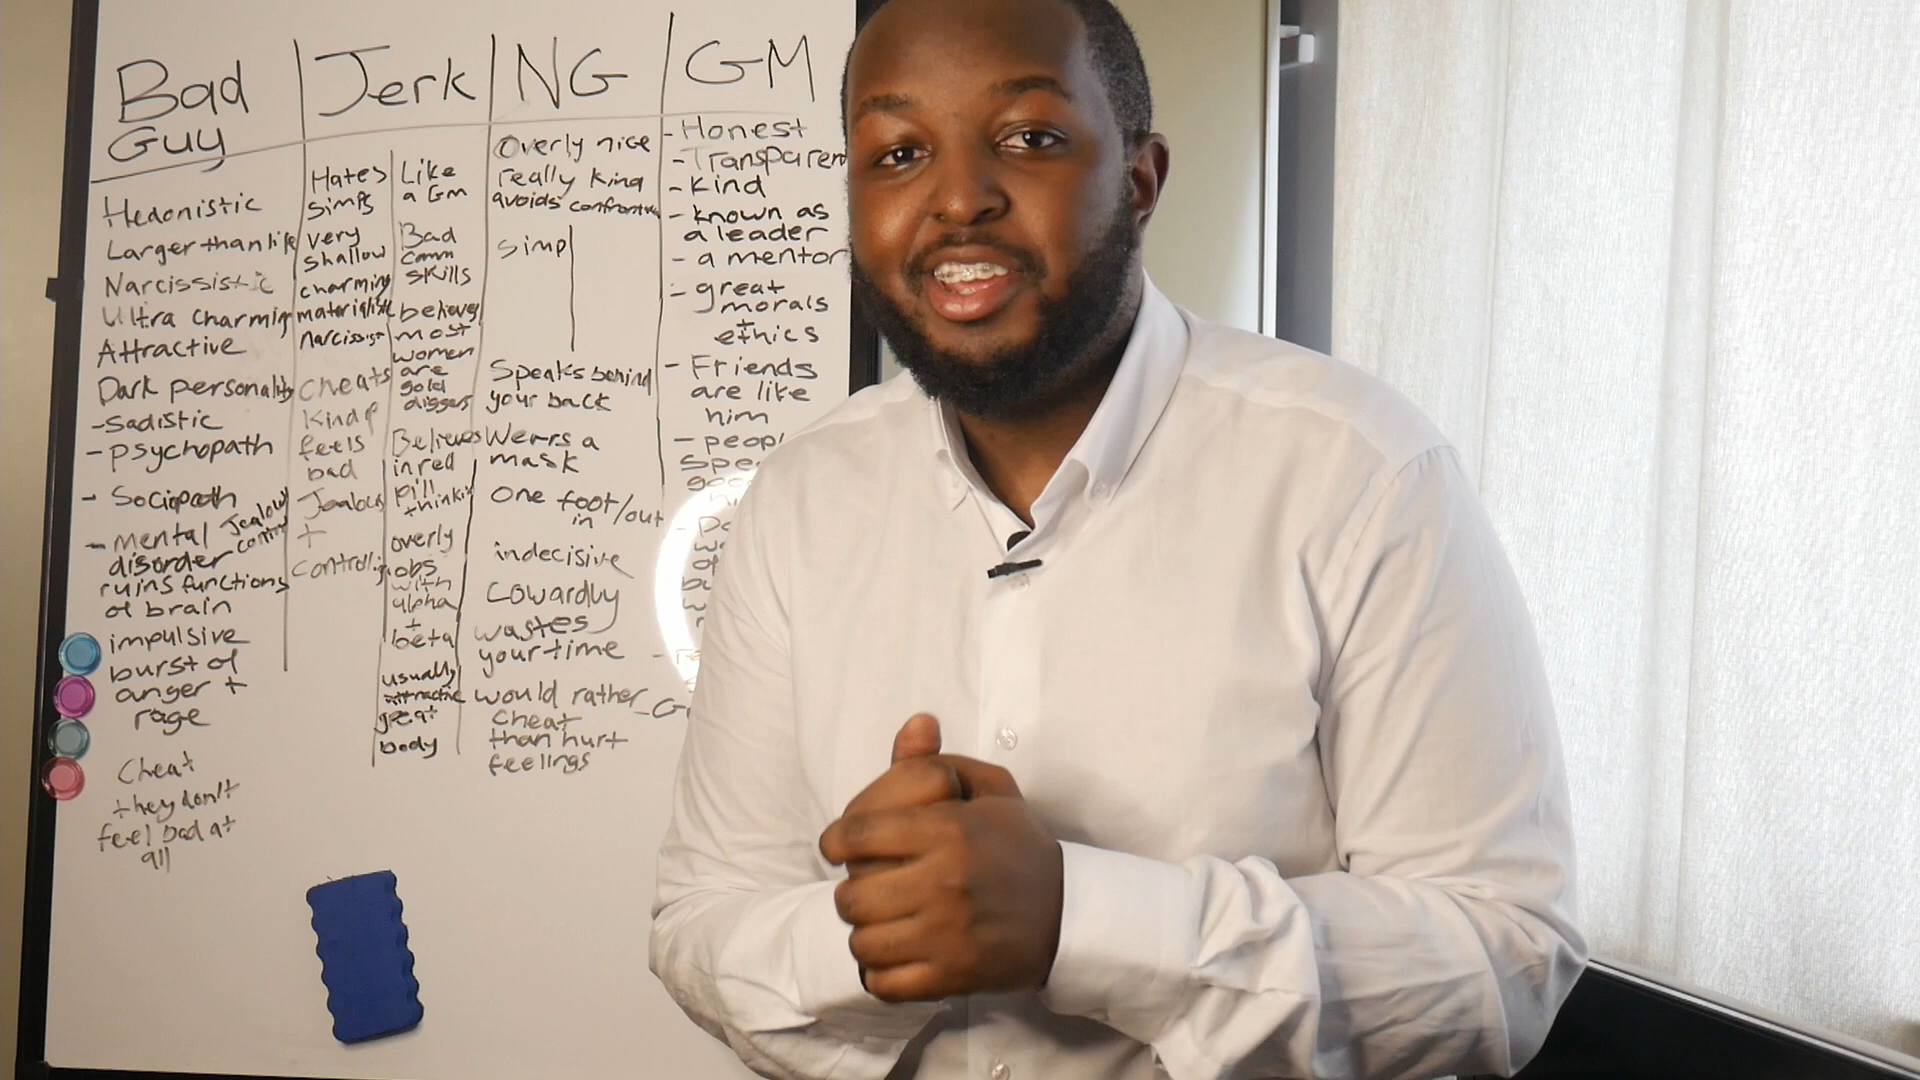 Bad
Guy
Hedonistic
Larger than life
Narcissistic
Ultra charming
Attractive
Dark personality
-Sadistic
- psychopath
- Sociopath
- mental
Jealous
control
disorder
ruins functions
of brain
impulsive
burst of
anger +
rage
Cheat
they don't
feel bad at
all
Jerk
Hates
simps
very
shallow
charming
materialistic
Narcissist
Cheats
Kind of
feels
bad
Jealous
+
controlling
Like
a Gm
Bad
comm
skills
believes
most
women
are
gold
diggers
Believes
in red
pill
thinking
overly
obs
with
alpha
+
beta
usually
attractive
great
body
NG
Overly nice
really kind
avoids
simp
Speaks behind
your back
Wears a
mask
one foot
in/out
indecisive
Cowardly
wastes
your time
would rather
cheat
than hurt
feelings
GM
- Honest
- Transparent
- Kind
- known as
a leader
- a mentor
- great
morals
+
ethics
- Friends
are like
him